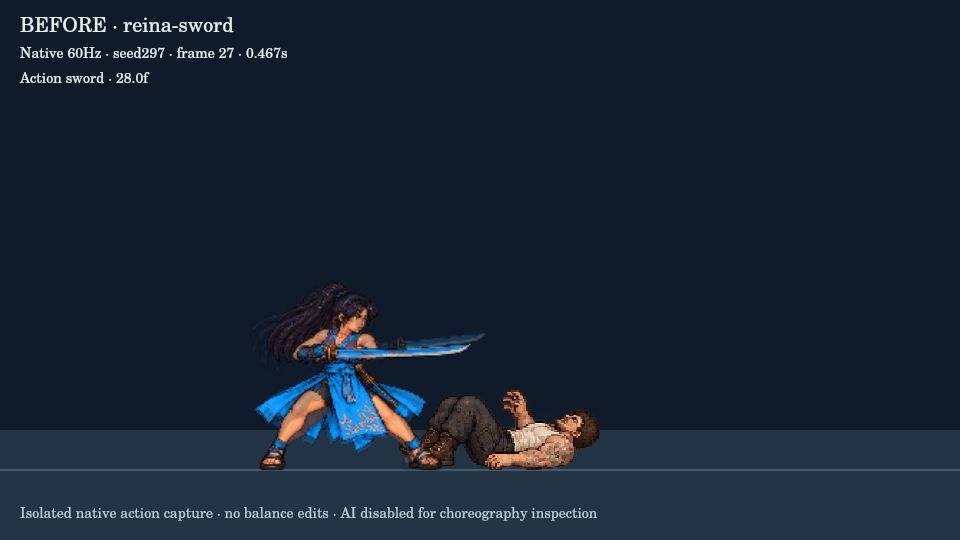 BEFORE · reina-sword
Native 60Hz · seed297 · frame 27 · 0.467s
Action sword · 28.0f
Isolated native action capture · no balance edits · AI disabled for choreography inspection